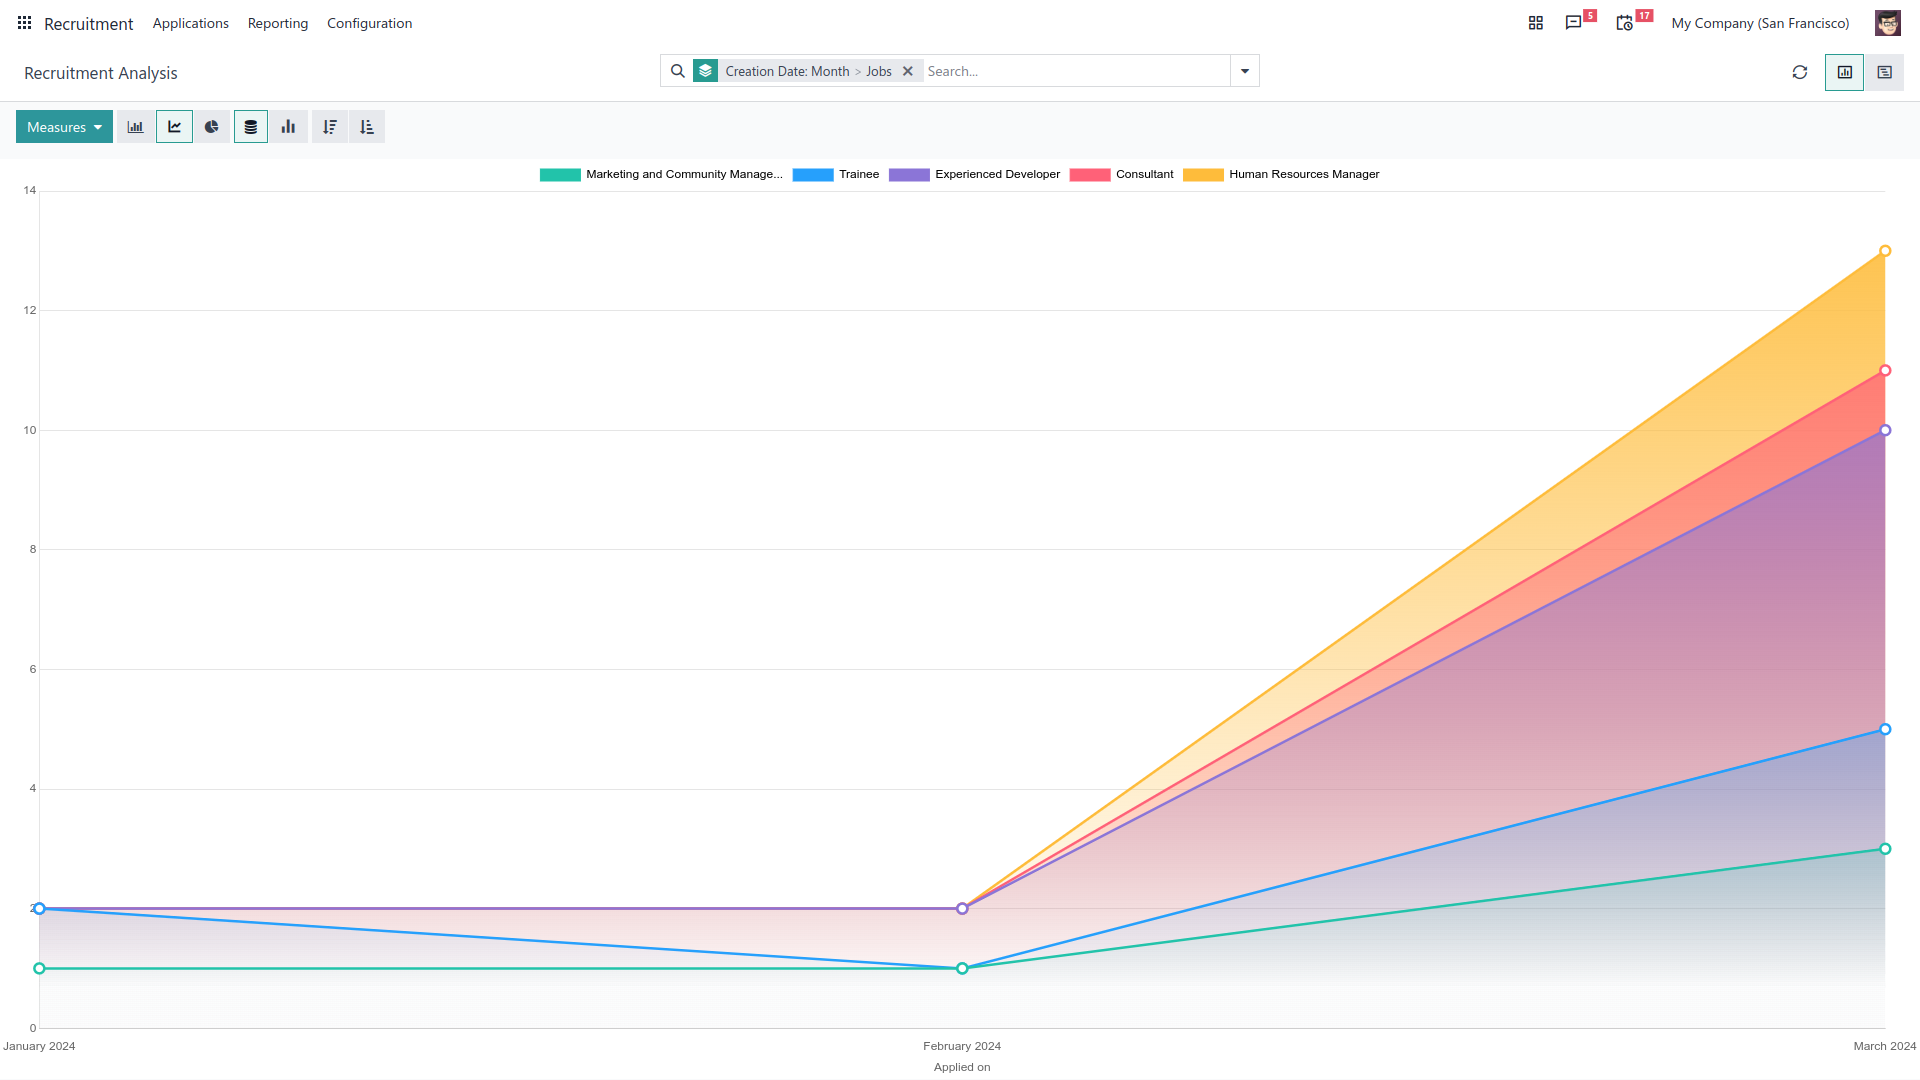 Recruitment Applications Reporting Configuration 5 17 My Company (San Francisco)
Recruitment Analysis Creation Date: Month > Jobs Search...
Measures
Marketing and Community Manage... Trainee Experienced Developer Consultant Human Resources Manager
14
12
10
8
6
4
2
0
January 2024 February 2024 March 2024
Applied on